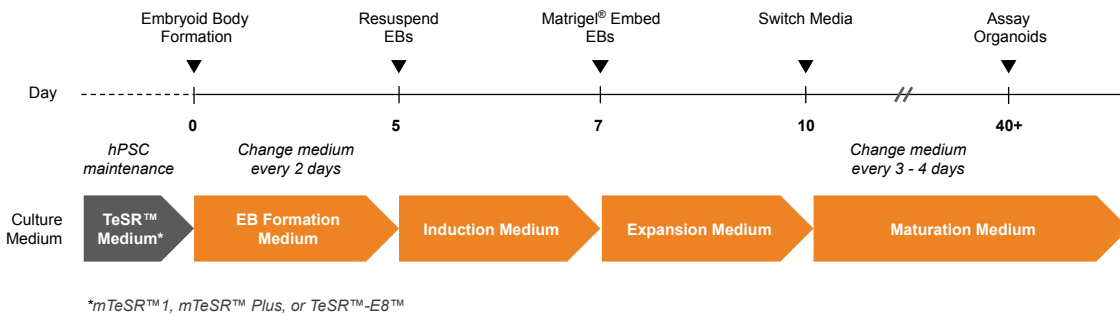 Embryoid Body
Formation
Resuspend
EBs
Matrigel® Embed
EBs
Switch Media
Assay
Organoids
Day
0
5
7
10
40+
hPSC
maintenance
Change medium
every 2 days
Change medium
every 3 - 4 days
Culture
Medium
TeSR™
Medium*
EB Formation
Medium
Induction Medium
Expansion Medium
Maturation Medium
*mTeSR™1, mTeSR™ Plus, or TeSR™-E8™